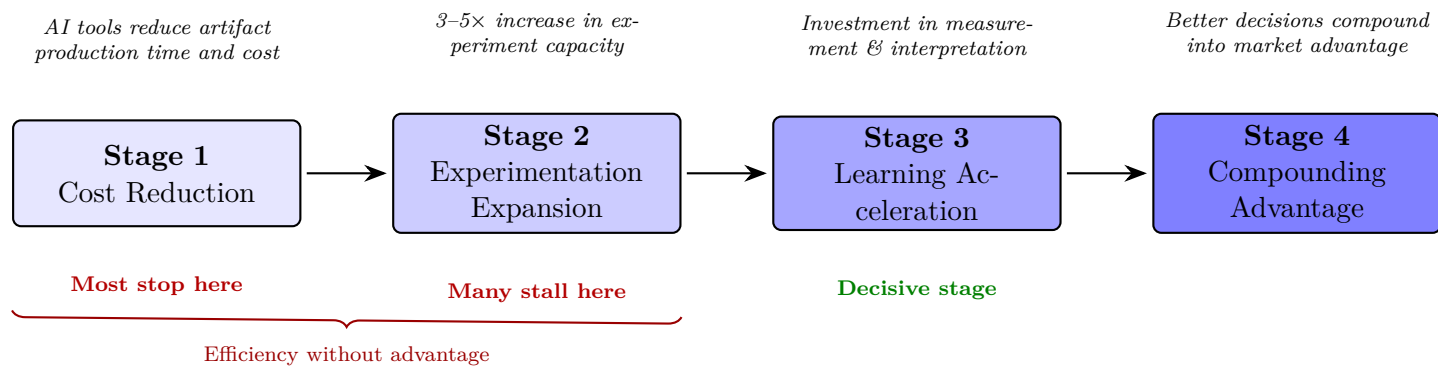 AI tools reduce artifact
production time and cost
3–5× increase in ex-
periment capacity
Investment in measure-
ment & interpretation
Better decisions compound
into market advantage
Stage 1
Cost Reduction
Stage 2
Experimentation
Expansion
Stage 3
Learning Ac-
celeration
Stage 4
Compounding
Advantage
Most stop here
Many stall here
Decisive stage
Efficiency without advantage